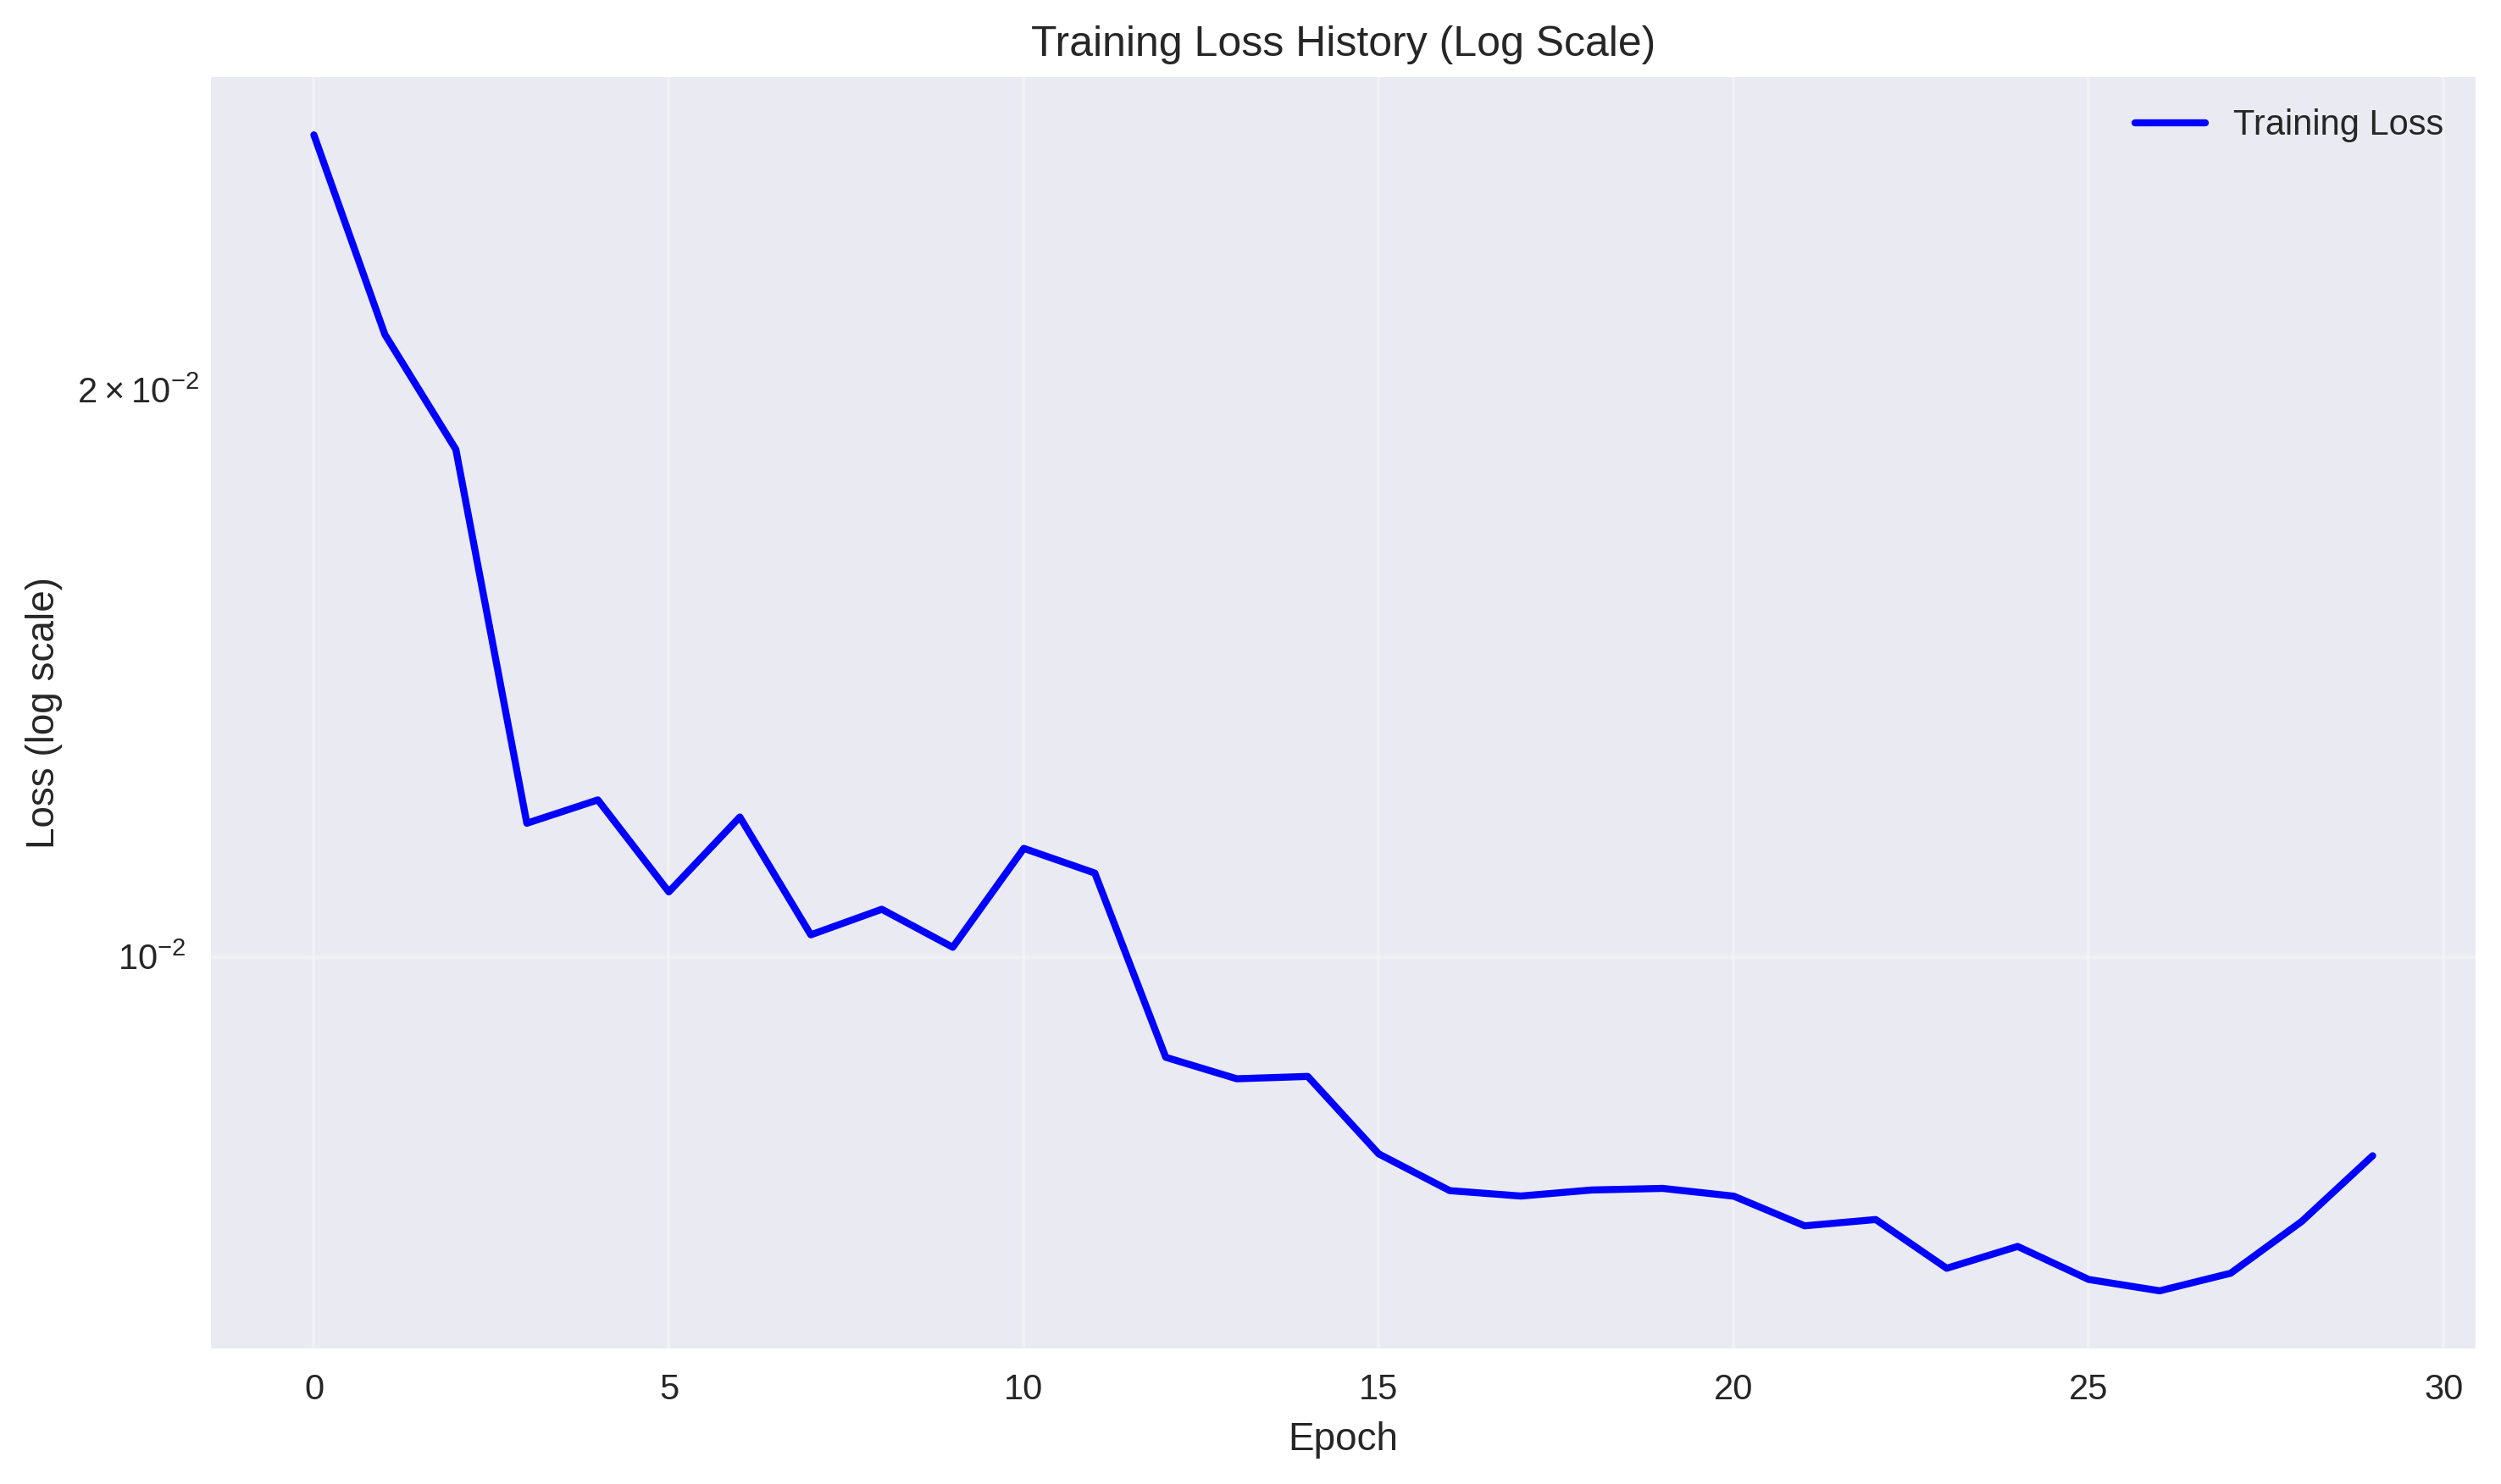 Training Loss History (Log Scale)
Training Loss
2 × 10⁻²
Loss (log scale)
10⁻²
0 5 10 15 20 25 30
Epoch